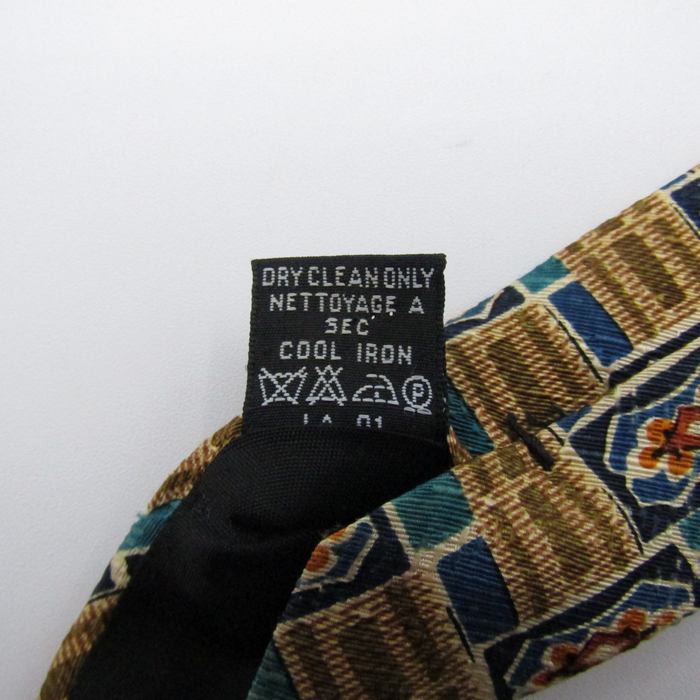 DRY CLEAN ONLY
NETTOYAGE A
SEC
COOL IRON
P